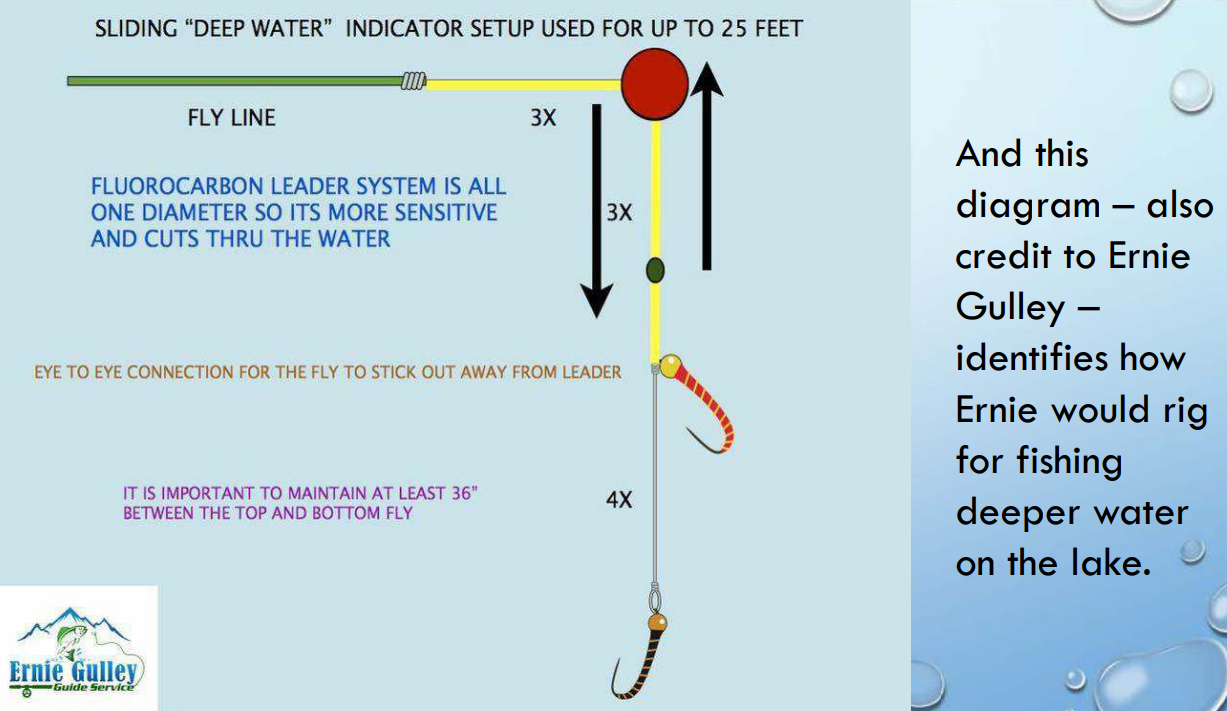 SLIDING “DEEP WATER” INDICATOR SETUP USED FOR UP TO 25 FEET
FLY LINE
3X
FLUOROCARBON LEADER SYSTEM IS ALL
ONE DIAMETER SO ITS MORE SENSITIVE
AND CUTS THRU THE WATER
3X
EYE TO EYE CONNECTION FOR THE FLY TO STICK OUT AWAY FROM LEADER
IT IS IMPORTANT TO MAINTAIN AT LEAST 36”
BETWEEN THE TOP AND BOTTOM FLY
4X
Ernie Gulley
Guide Service
And this
diagram – also
credit to Ernie
Gulley –
identifies how
Ernie would rig
for fishing
deeper water
on the lake.